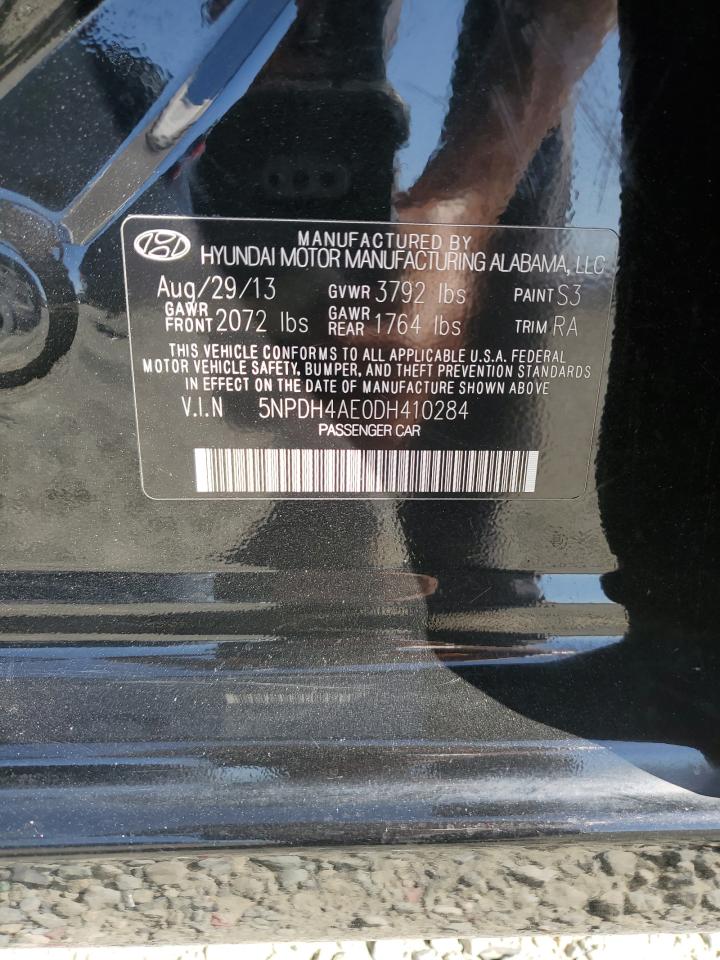 MANUFACTURED BY
HYUNDAI MOTOR MANUFACTURING ALABAMA, LLC
Aug/29/13 GVWR 3792 lbs PAINT S3
GAWR FRONT 2072 lbs GAWR REAR 1764 lbs TRIM RA
THIS VEHICLE CONFORMS TO ALL APPLICABLE U.S.A. FEDERAL
MOTOR VEHICLE SAFETY, BUMPER, AND THEFT PREVENTION STANDARDS
IN EFFECT ON THE DATE OF MANUFACTURE SHOWN ABOVE
V.I.N 5NPDH4AE0DH410284
PASSENGER CAR